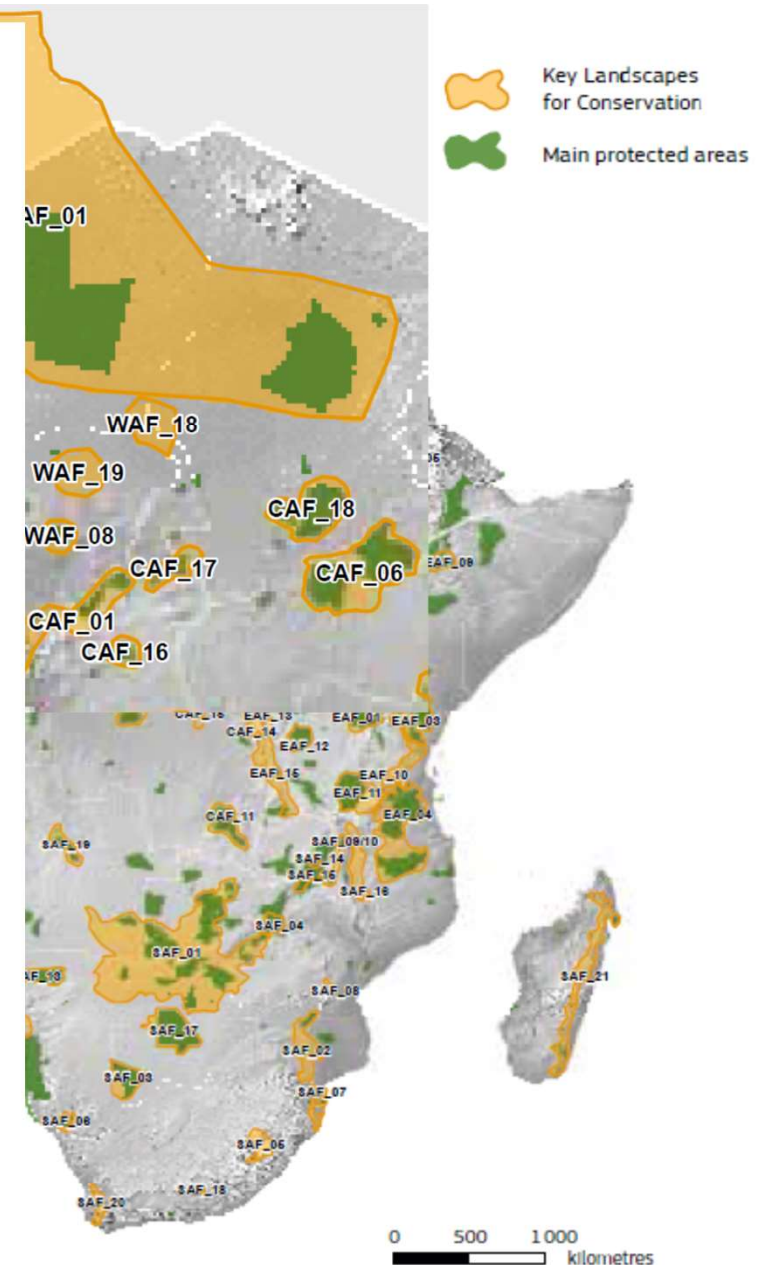 Key Landscapes
for Conservation
Main protected areas
AF_01
WAF_18
WAF_19
CAF_18
WAF_08
CAF_17
CAF_06
CAF_01
CAF_16
EAF_13
EAF_01
EAF_03
CAF_14
EAF_12
EAF_15
EAF_10
EAF_11
CAF_11
EAF_04
SAF_19
SAF_09/10
SAF_14
SAF_15
SAF_16
SAF_04
SAF_01
SAF_21
SAF_08
SAF_17
SAF_02
SAF_03
SAF_07
SAF_06
SAF_05
SAF_18
SAF_20
0 500 1000
kilometres